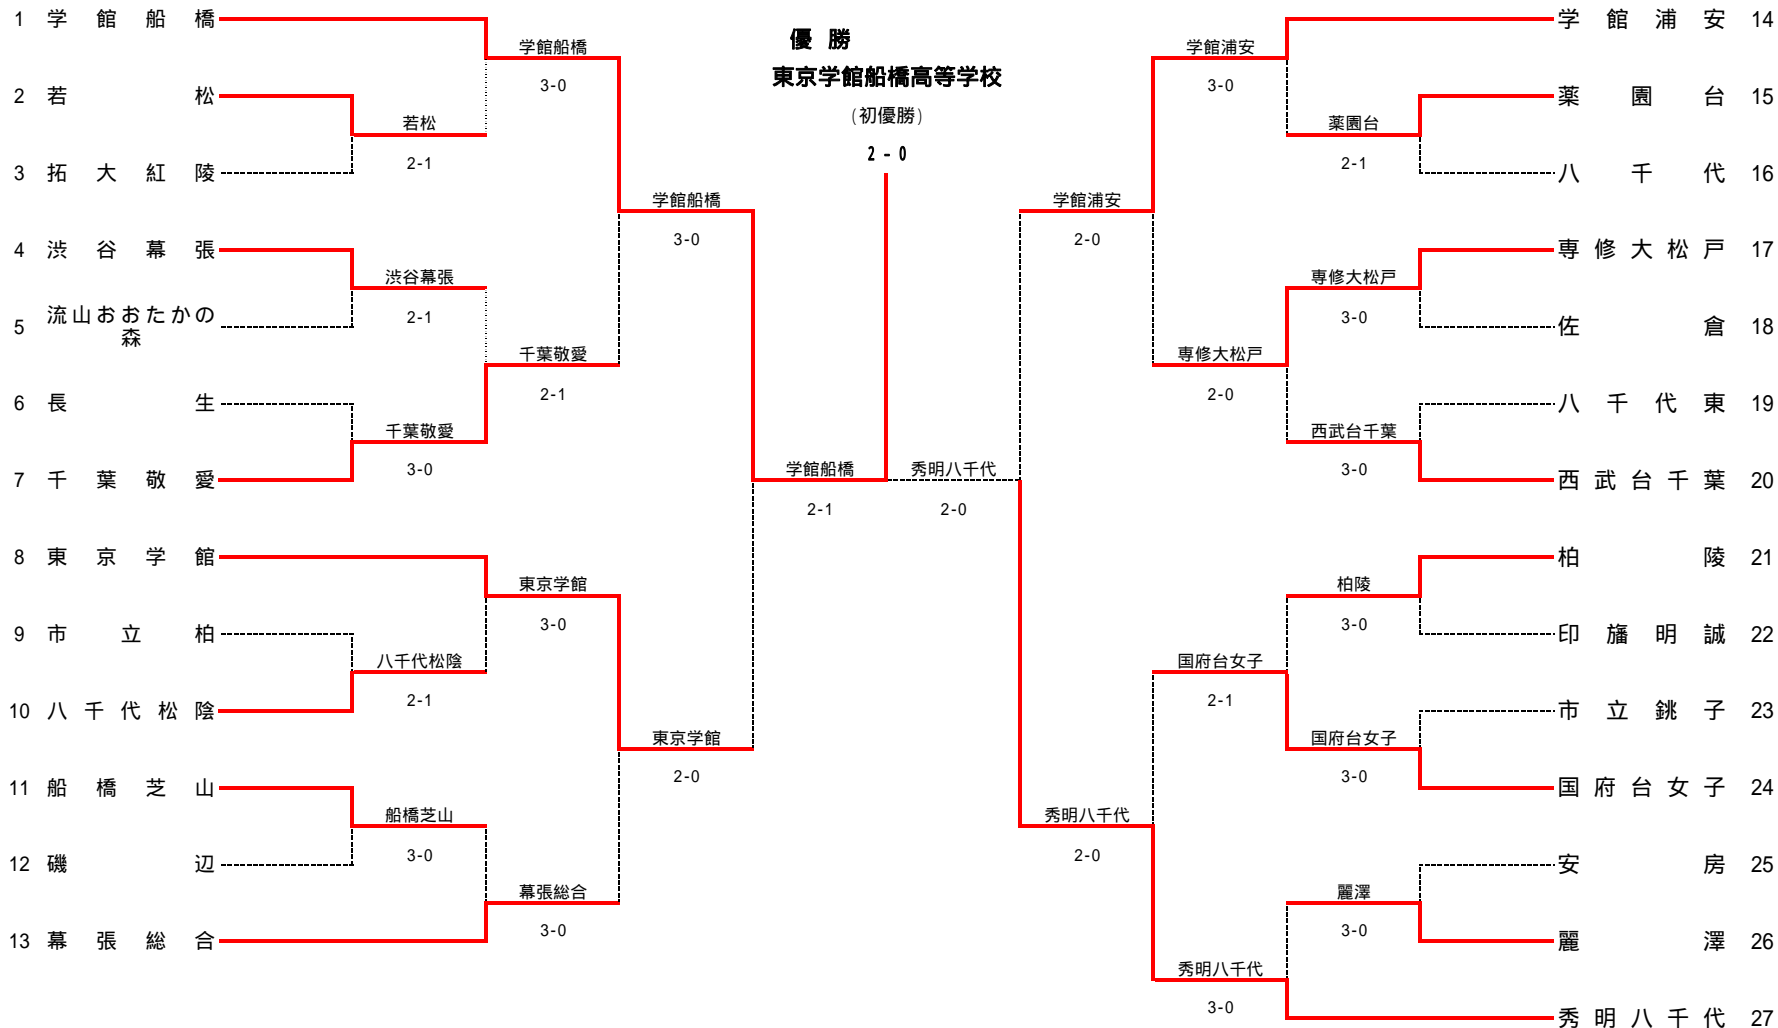 優 勝
東京学館船橋高等学校
(初優勝)
2 - 0
1 学館船橋
2 若松
3 拓大紅陵
4 渋谷幕張
5 流山おおたかの
森
6 長生
7 千葉敬愛
8 東京学館
9 市立柏
10 八千代松陰
11 船橋芝山
12 磯辺
13 幕張総合
若松
2-1
渋谷幕張
2-1
千葉敬愛
3-0
八千代松陰
2-1
船橋芝山
3-0
学館船橋
3-0
千葉敬愛
2-1
東京学館
3-0
幕張総合
3-0
学館船橋
3-0
東京学館
2-0
学館船橋
2-1
秀明八千代
2-0
学館浦安
2-0
秀明八千代
2-0
学館浦安
3-0
専修大松戸
2-0
国府台女子
2-1
秀明八千代
3-0
薬園台
2-1
専修大松戸
3-0
西武台千葉
3-0
柏陵
3-0
国府台女子
3-0
麗澤
3-0
学館浦安 14
薬園台 15
八千代 16
専修大松戸 17
佐倉 18
八千代東 19
西武台千葉 20
柏陵 21
印旛明誠 22
市立銚子 23
国府台女子 24
安房 25
麗澤 26
秀明八千代 27